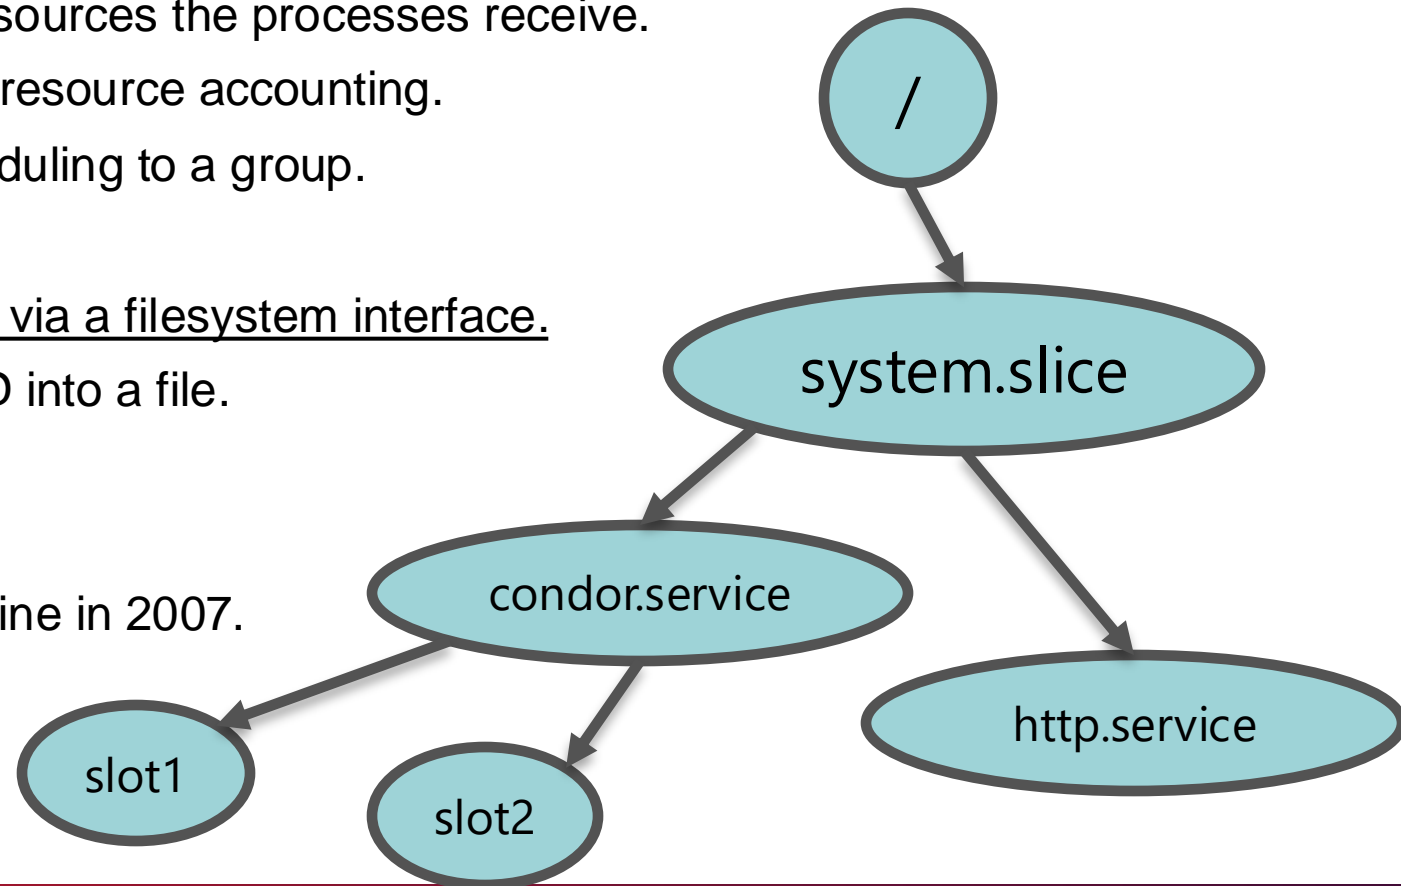 sources the processes receive.
resource accounting.
duling to a group.
via a filesystem interface.
into a file.
ine in 2007.
/
system.slice
condor.service
http.service
slot1
slot2